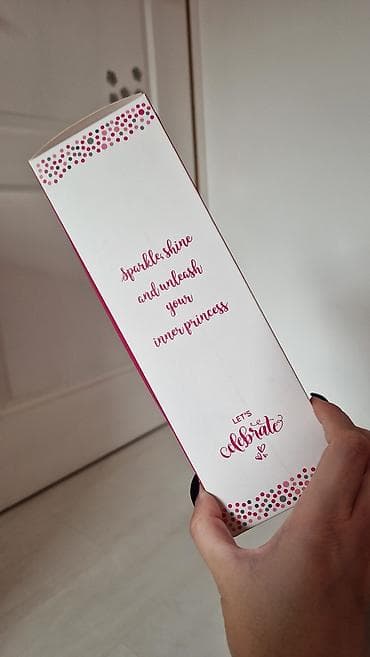 Sparkle, shine
and unleash
your
inner princess
LET'S
celebrate